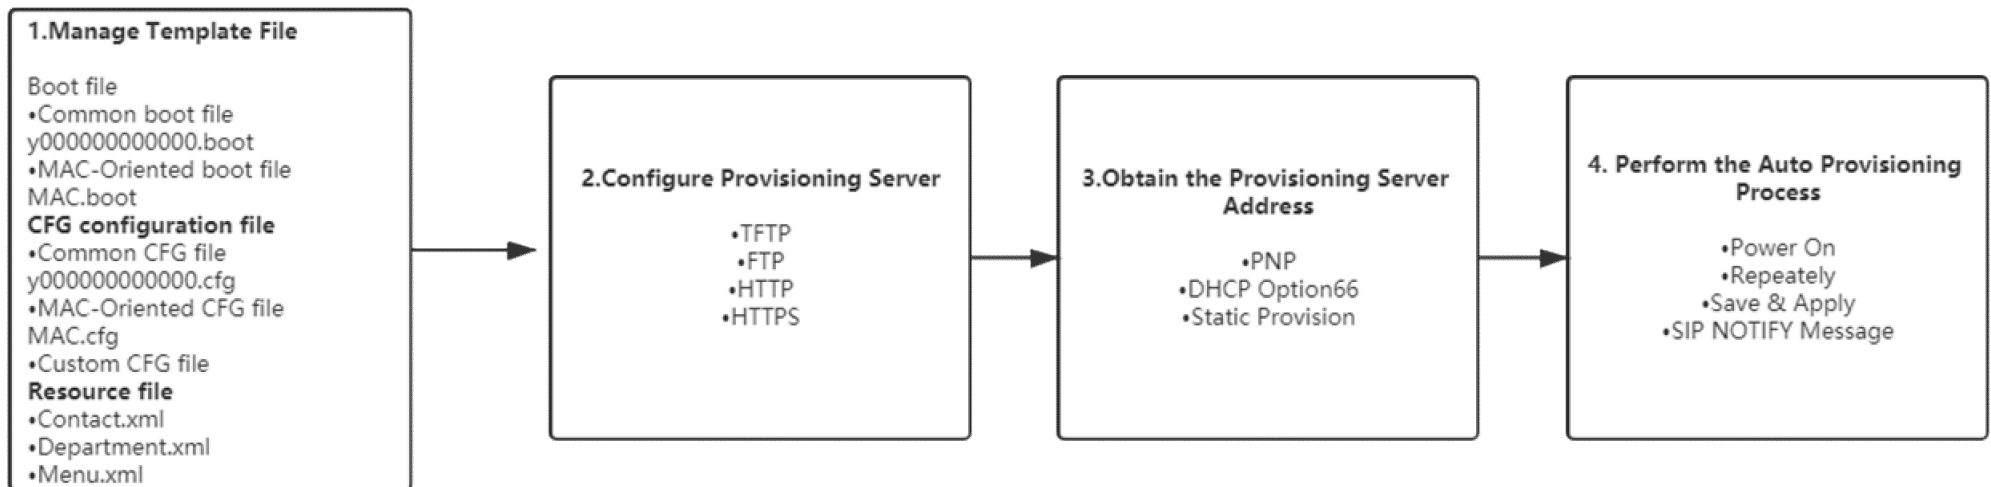 1.Manage Template File
Boot file
•Common boot file
y000000000000.boot
•MAC-Oriented boot file
MAC.boot
CFG configuration file
•Common CFG file
y000000000000.cfg
•MAC-Oriented CFG file
MAC.cfg
•Custom CFG file
Resource file
•Contact.xml
•Department.xml
•Menu.xml
2.Configure Provisioning Server
•TFTP
•FTP
•HTTP
•HTTPS
3.Obtain the Provisioning Server
Address
•PNP
•DHCP Option66
•Static Provision
4. Perform the Auto Provisioning
Process
•Power On
•Repeately
•Save & Apply
•SIP NOTIFY Message